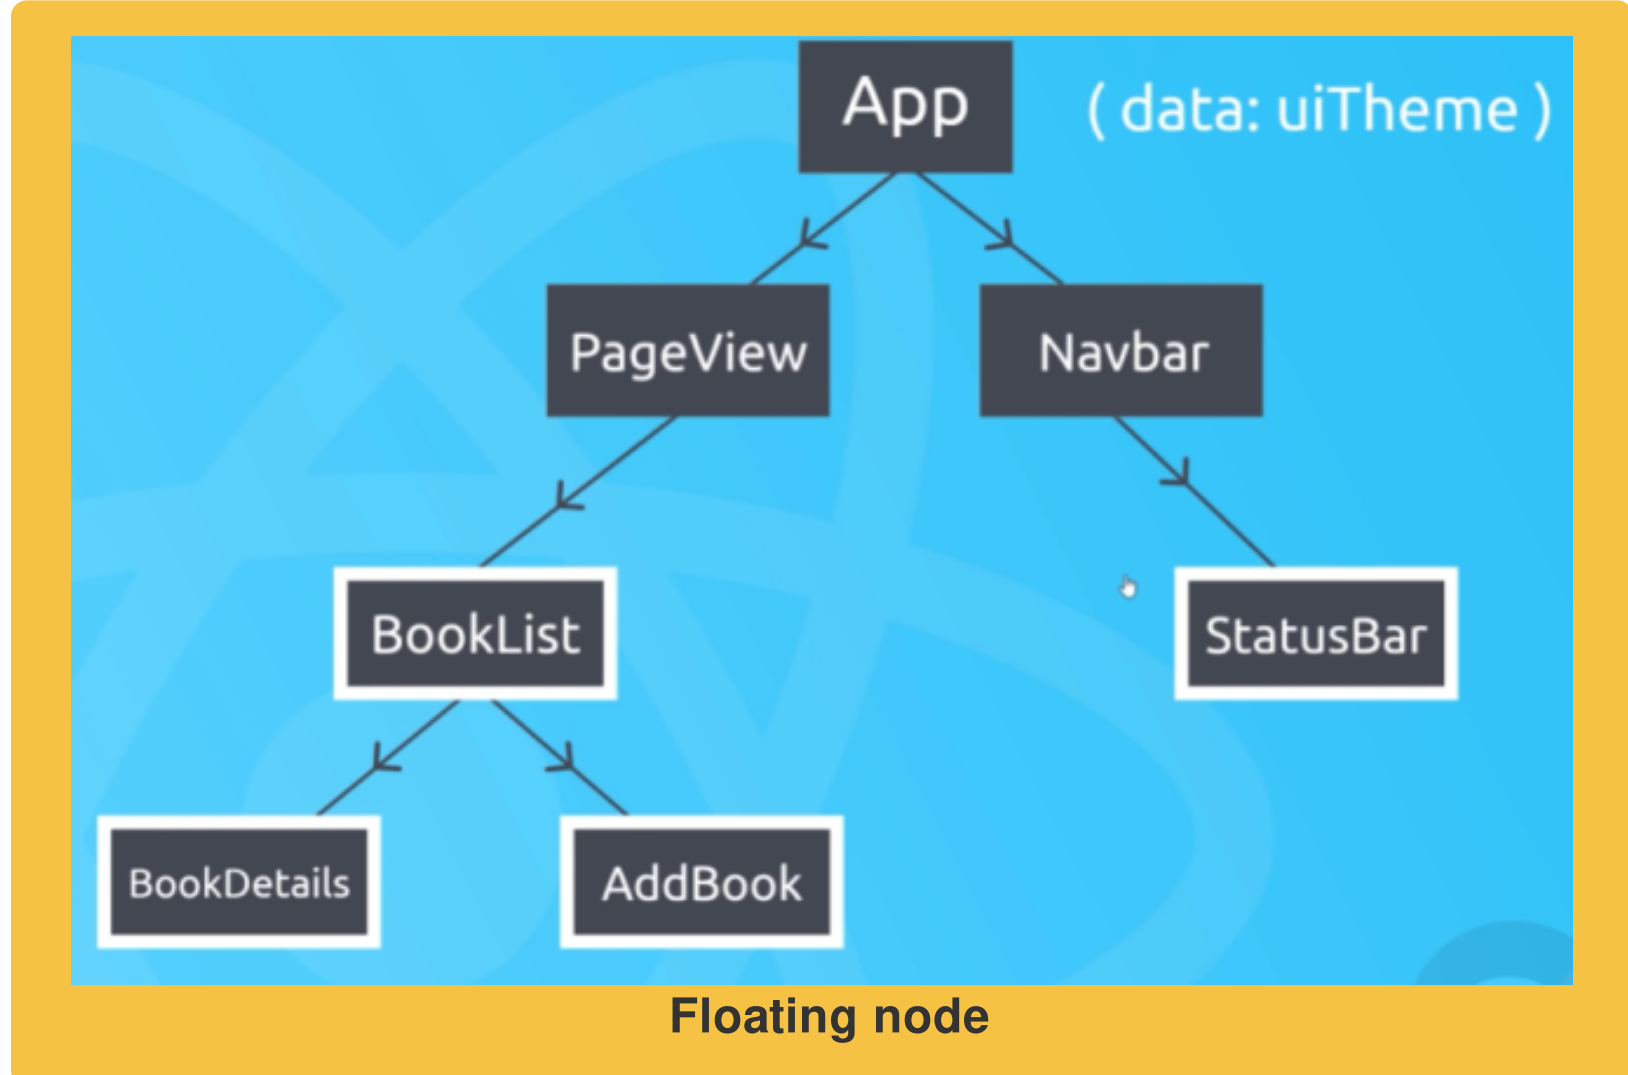 App
( data: uiTheme )
PageView
Navbar
BookList
StatusBar
BookDetails
AddBook
Floating node